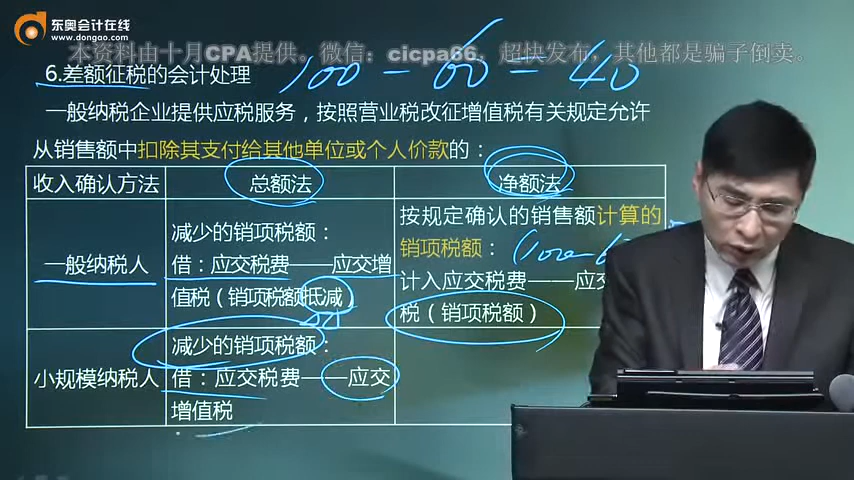 东奥会计在线
www.dongao.com
本资料由十月CPA提供。微信：cicpa66，超快发布，其他都是骗子倒卖。
6.差额征税的会计处理 100 - 60 = 40
一般纳税企业提供应税服务，按照营业税改征增值税有关规定允许
从销售额中扣除其支付给其他单位或个人价款的：
收入确认方法 总额法 净额法
一般纳税人
减少的销项税额：
借：应交税费——应交增
值税（销项税额抵减）
按规定确认的销售额计算的
销项税额：
计入应交税费——应交
税（销项税额）
小规模纳税人
减少的销项税额：
借：应交税费——应交
增值税